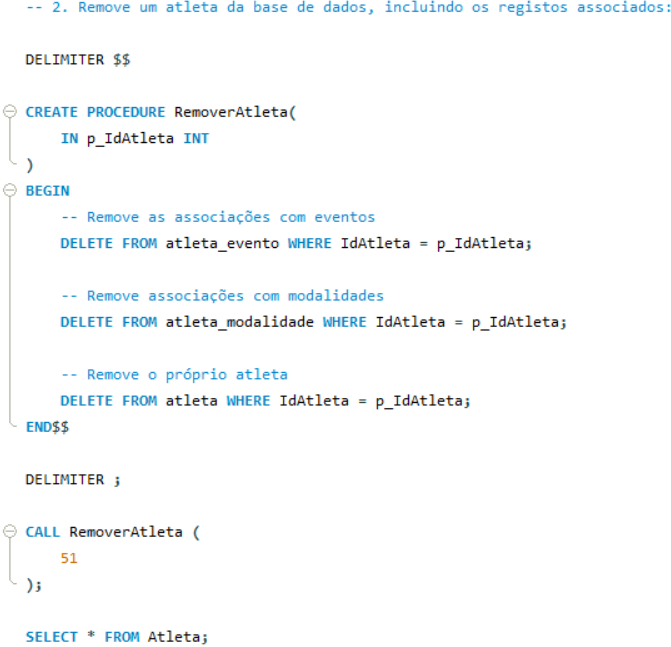 -- 2. Remove um atleta da base de dados, incluindo os registos associados:
DELIMITER $$
CREATE PROCEDURE RemoverAtleta(
IN p_IdAtleta INT
)
BEGIN
-- Remove as associações com eventos
DELETE FROM atleta_evento WHERE IdAtleta = p_IdAtleta;
-- Remove associações com modalidades
DELETE FROM atleta_modalidade WHERE IdAtleta = p_IdAtleta;
-- Remove o próprio atleta
DELETE FROM atleta WHERE IdAtleta = p_IdAtleta;
END$$
DELIMITER ;
CALL RemoverAtleta (
51
);
SELECT * FROM Atleta;